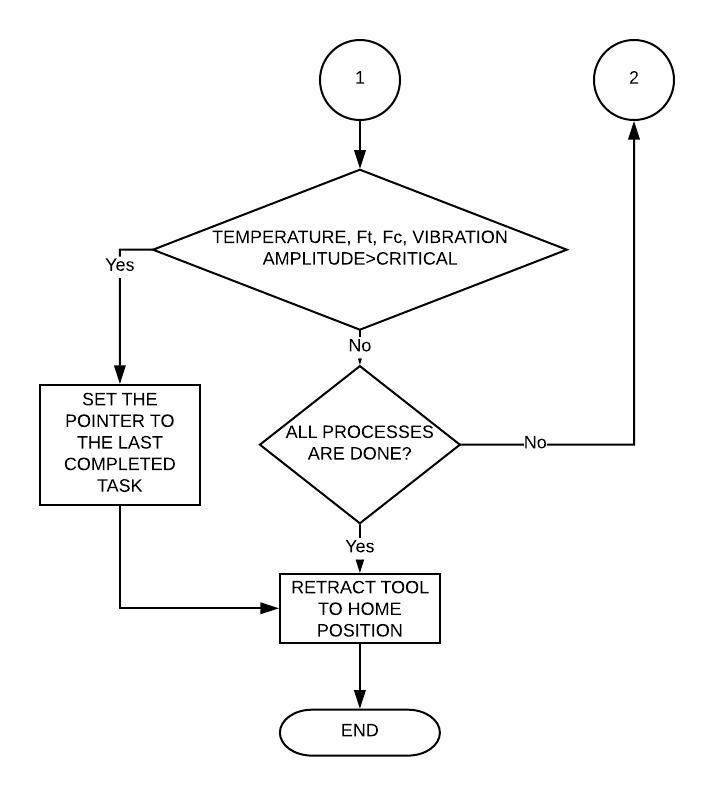 1
2
TEMPERATURE, Ft, Fc, VIBRATION
AMPLITUDE>CRITICAL
Yes
No
SET THE
POINTER TO
THE LAST
COMPLETED
TASK
ALL PROCESSES
ARE DONE?
No
Yes
RETRACT TOOL
TO HOME
POSITION
END